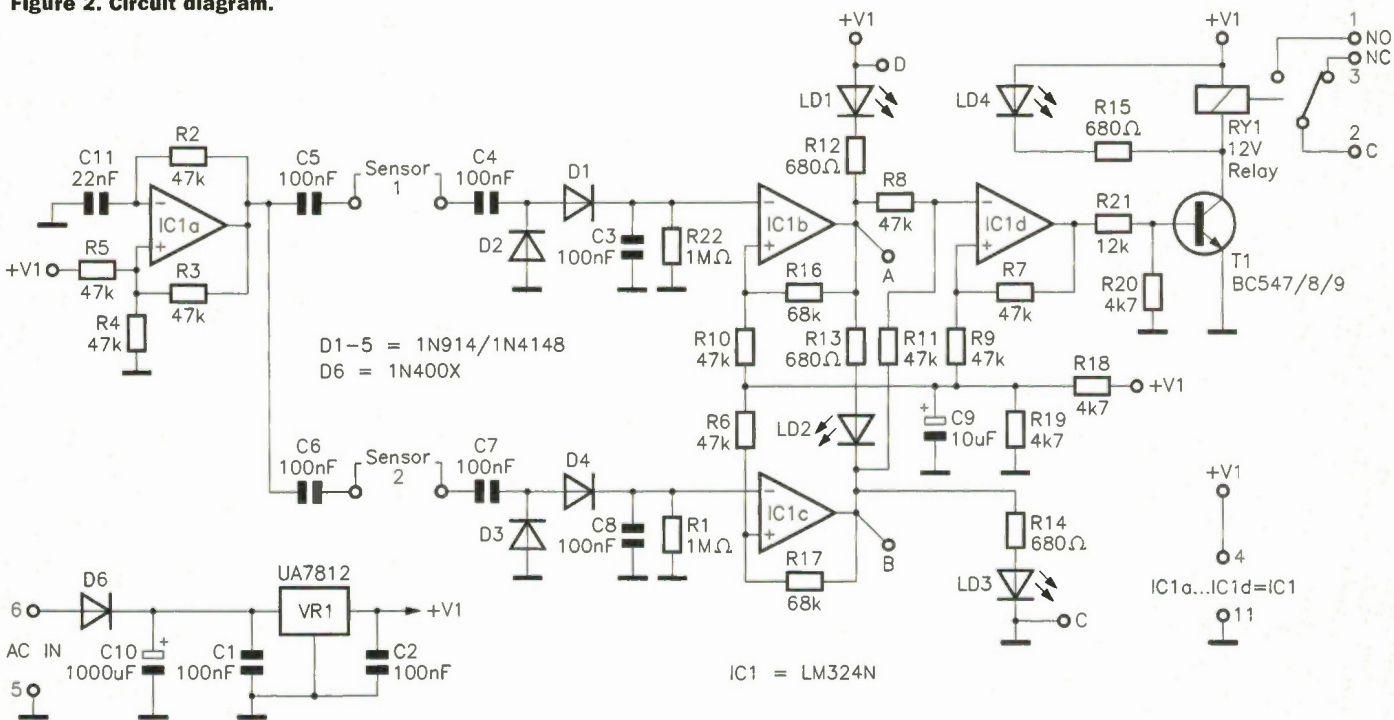 Figure 2. Circuit diagram.
+V1
D
LD1
R12
680Ω
LD4
R15
680Ω
+V1
RY1
12V
Relay
1
NO
NC
3
2
C
C11
22nF
R2
47k
IC1a
−
+
R5
47k
+V1
R3
47k
R4
47k
C5
100nF
Sensor
1
C4
100nF
D1
D2
C3
100nF
R22
1MΩ
−
IC1b
+
A
R16
68k
R8
47k
−
IC1d
+
R7
47k
R21
12k
R20
4k7
T1
BC547/8/9
D1-5 = 1N914/1N4148
D6 = 1N400X
R10
47k
R13
680Ω
R11
47k
R9
47k
R18
4k7
+V1
R6
47k
LD2
+
C9
10uF
R19
4k7
C6
100nF
Sensor
2
C7
100nF
D4
D3
C8
100nF
R1
1MΩ
−
IC1c
+
B
R17
68k
R14
680Ω
LD3
C
+V1
4
IC1a...IC1d=IC1
11
6
AC IN
5
D6
+
C10
1000uF
C1
100nF
UA7812
VR1
C2
100nF
+V1
IC1 = LM324N